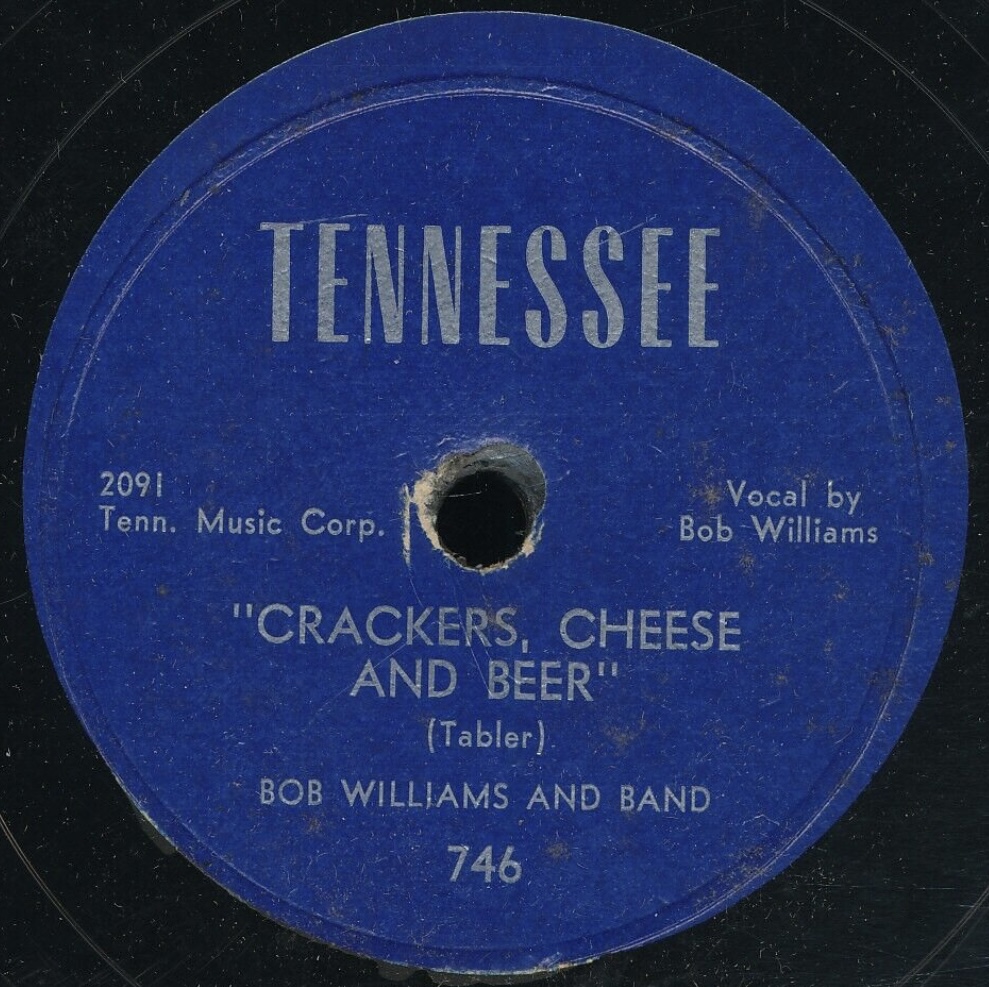 TENNESSEE
2091
Tenn. Music Corp.
Vocal by
Bob Williams
"CRACKERS, CHEESE
AND BEER"
(Tabler)
BOB WILLIAMS AND BAND
746